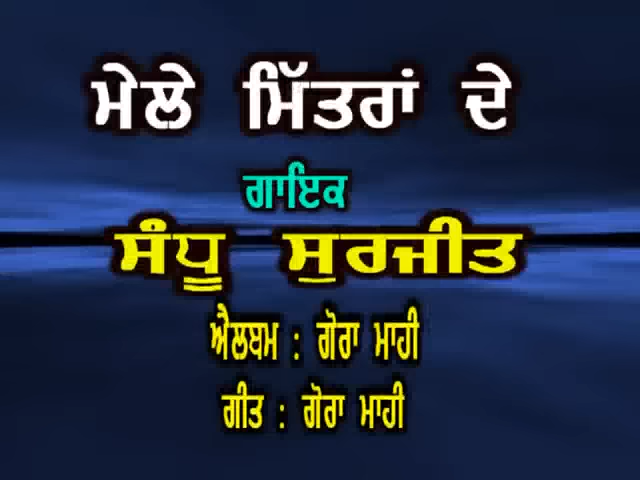 ਮੇਲੇ ਮਿੱਤਰਾਂ ਦੇ
ਗਾਇਕ
ਸੰਧੂ ਸੁਰਜੀਤ
ਐਲਬਮ : ਗੋਰਾ ਮਾਹੀ
ਗੀਤ : ਗੋਰਾ ਮਾਹੀ